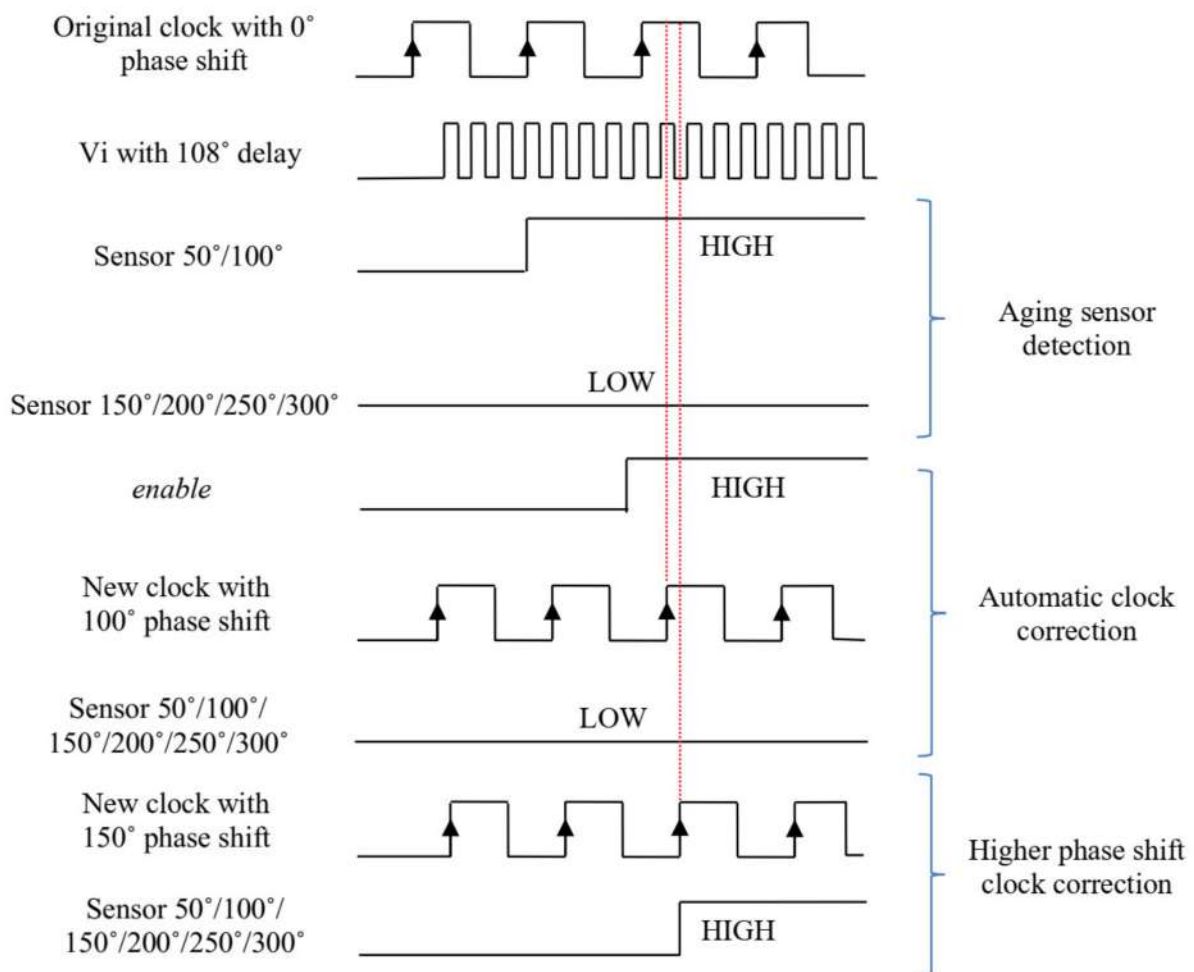 Original clock with 0˚
phase shift
Vi with 108˚ delay
Sensor 50˚/100˚
HIGH
Aging sensor
detection
LOW
Sensor 150˚/200˚/250˚/300˚
enable
HIGH
New clock with
100˚ phase shift
Automatic clock
correction
Sensor 50˚/100˚/
150˚/200˚/250˚/300˚
LOW
New clock with
150˚ phase shift
Higher phase shift
clock correction
Sensor 50˚/100˚/
150˚/200˚/250˚/300˚
HIGH